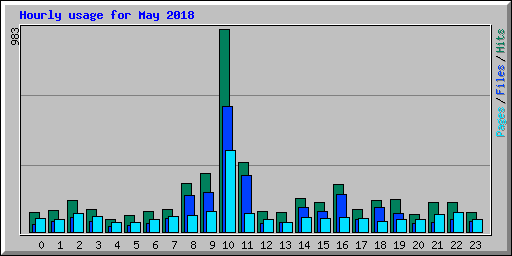 Hourly usage for May 2018
983
Pages/Files/Hits
0 1 2 3 4 5 6 7 8 9 10 11 12 13 14 15 16 17 18 19 20 21 22 23